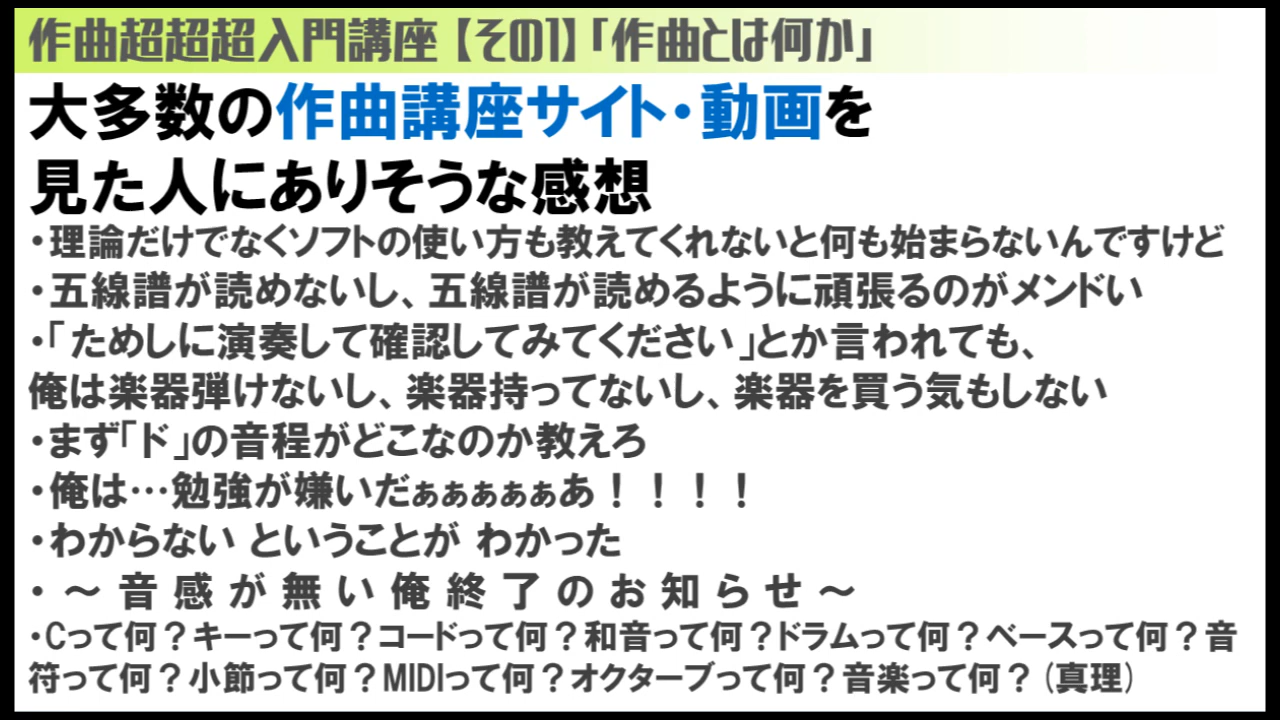 作曲超超超入門講座【その1】「作曲とは何か」
大多数の作曲講座サイト・動画を
見た人にありそうな感想
・理論だけでなくソフトの使い方も教えてくれないと何も始まらないんですけど
・五線譜が読めないし、五線譜が読めるように頑張るのがメンドい
・「ためしに演奏して確認してみてください」とか言われても、
俺は楽器弾けないし、楽器持ってないし、楽器を買う気もしない
・まず「ド」の音程がどこなのか教えろ
・俺は…勉強が嫌いだぁぁぁぁぁあ！！！！
・わからない ということが わかった
・～音感が無い俺終了のお知らせ～
・Cって何？キーって何？コードって何？和音って何？ドラムって何？ベースって何？音
符って何？小節って何？MIDIって何？オクターブって何？音楽って何？(真理)